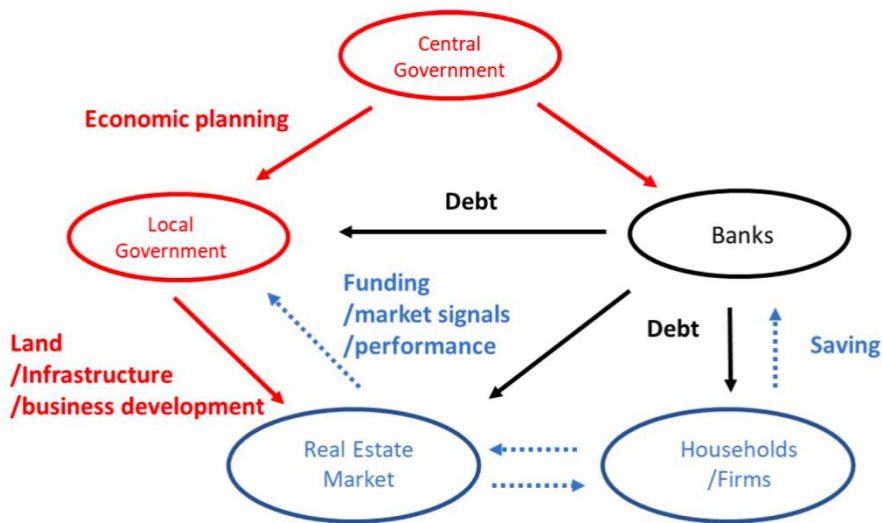 Central
Government
Economic planning
Debt
Local
Government
Banks
Funding
/market signals
/performance
Debt
Saving
Land
/Infrastructure
/business development
Real Estate
Market
Households
/Firms